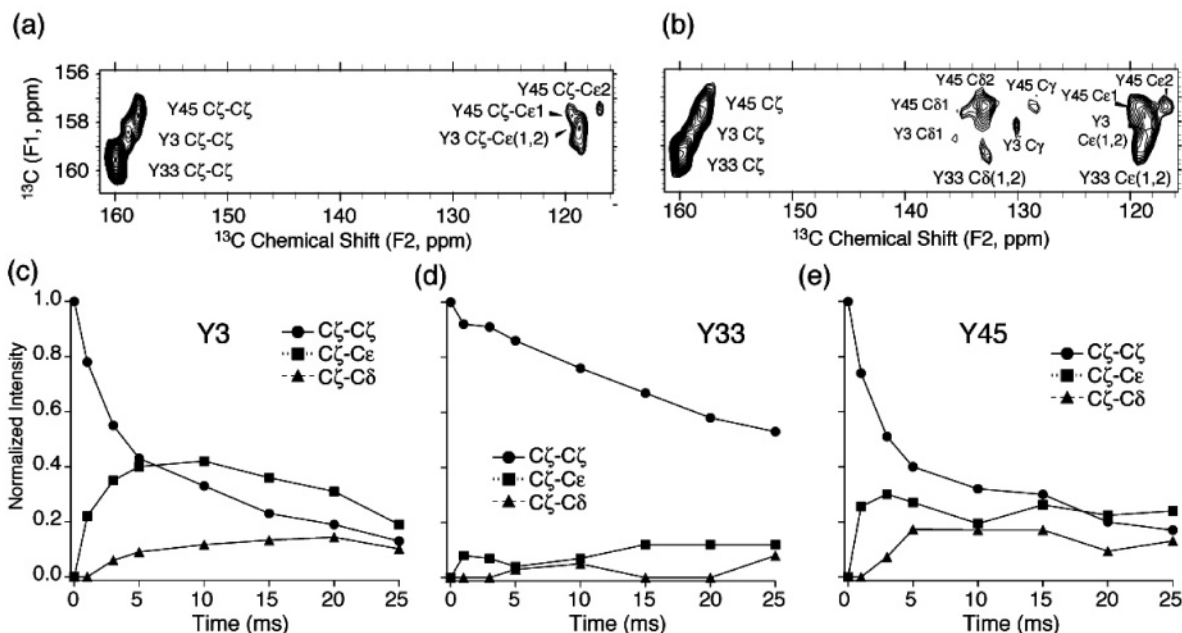 (a)
156
158
160
13C (F1, ppm)
Y45 Cζ-Cζ
Y3 Cζ-Cζ
Y33 Cζ-Cζ
Y45 Cζ-Cε2
Y45 Cζ-Cε1
Y3 Cζ-Cε(1,2)
160
150
140
130
120
13C Chemical Shift (F2, ppm)
(b)
Y45 Cζ
Y3 Cζ
Y33 Cζ
Y45 Cδ2
Y45 Cγ
Y45 Cε2
Y45 Cε1
Y45 Cδ1
Y3
Y3 Cδ1
Y3 Cγ
Cε(1,2)
Y33 Cδ(1,2)
Y33 Cε(1,2)
160
150
140
130
120
13C Chemical Shift (F2, ppm)
(c)
1.0
0.8
0.6
0.4
0.2
0.0
Normalized Intensity
Y3
Cζ-Cζ
Cζ-Cε
Cζ-Cδ
0
5
10
15
20
25
Time (ms)
(d)
Y33
Cζ-Cζ
Cζ-Cε
Cζ-Cδ
0
5
10
15
20
25
Time (ms)
(e)
Y45
Cζ-Cζ
Cζ-Cε
Cζ-Cδ
0
5
10
15
20
25
Time (ms)